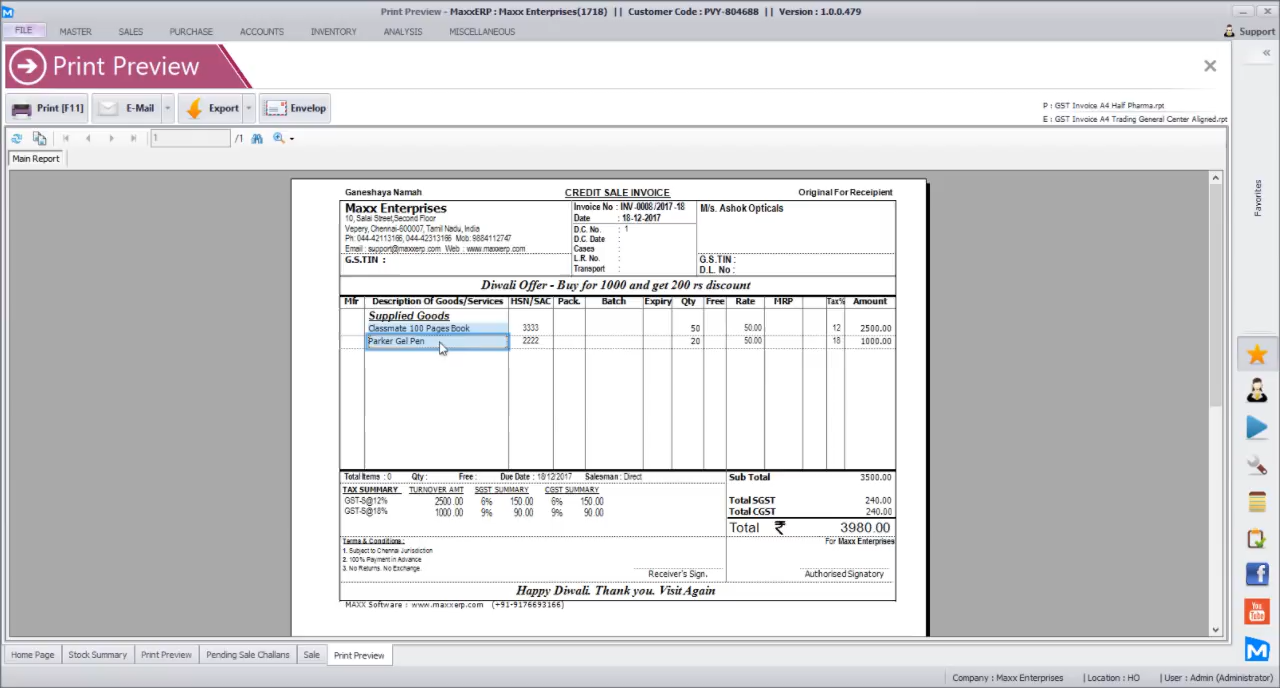 Print Preview - MaxxERP : Maxx Enterprises(1718) || Customer Code : PVY-804688 || Version : 1.0.0.479
FILE MASTER SALES PURCHASE ACCOUNTS INVENTORY ANALYSIS MISCELLANEOUS Support
Print Preview
Print [F11] E-Mail Export Envelop
P : GST Invoice A4 Half Pharma.rpt
E : GST Invoice A4 Trading General Center Aligned.rpt
1 /1
Main Report
Favorites
Ganeshaya Namah CREDIT SALE INVOICE Original For Receipient
Maxx Enterprises
10, Salai Street,Second Floor
Vepery, Chennai-600007, Tamil Nadu, India
Ph: 044-42113166, 044-42313166 Mob: 9884112747
Email : support@maxxerp.com Web : www.maxxerp.com
G.S.TIN :
Invoice No : INV-0008/2017-18
Date : 18-12-2017
D.C. No. : 1
D.C. Date :
Cases :
L.R. No. :
Transport :
M/s. Ashok Opticals
G.S.TIN :
D.L. No :
Diwali Offer - Buy for 1000 and get 200 rs discount
Mfr Description Of Goods/Services HSN/SAC Pack. Batch Expiry Qty Free Rate MRP Tax% Amount
Supplied Goods
Classmate 100 Pages Book 3333 50 50.00 12 2500.00
Parker Gel Pen 2222 20 50.00 18 1000.00
Total Items : 0 Qty : Free : Due Date : 18/12/2017 Salesman : Direct Sub Total 3500.00
TAX SUMMARY TURNOVER AMT SGST SUMMARY CGST SUMMARY
GST-S@12% 2500.00 6% 150.00 6% 150.00 Total SGST 240.00
GST-S@18% 1000.00 9% 90.00 9% 90.00 Total CGST 240.00
Total ₹ 3980.00
Terms & Conditions :
1. Subject to Chennai Jurisdiction
2. 100% Payment in Advance
3. No Returns. No Exchange.
For Maxx Enterprises
Receiver's Sign. Authorised Signatory
Happy Diwali. Thank you. Visit Again
MAXX Software : www.maxxerp.com (+91-9176693166)
You Tube
Home Page Stock Summary Print Preview Pending Sale Challans Sale Print Preview
Company : Maxx Enterprises | Location : HO | User : Admin (Administrator)